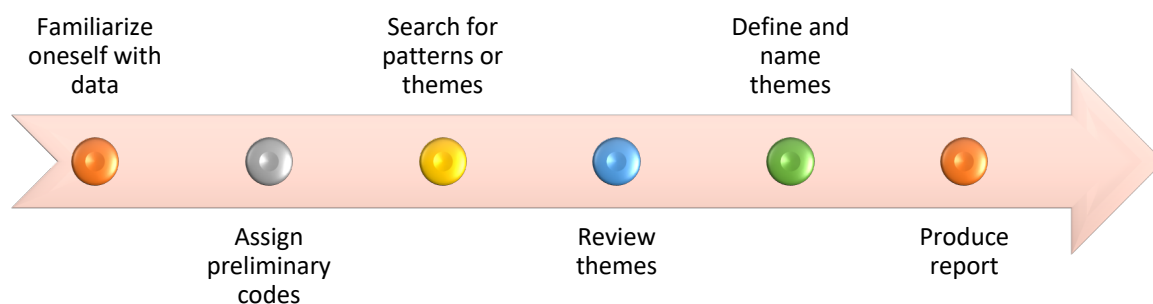 Familiarize
oneself with
data
Assign
preliminary
codes
Search for
patterns or
themes
Review
themes
Define and
name
themes
Produce
report